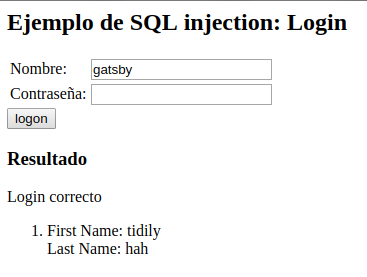 Ejemplo de SQL injection: Login
Nombre: gatsby
Contraseña:
logon
Resultado
Login correcto
1. First Name: tidily
Last Name: hah